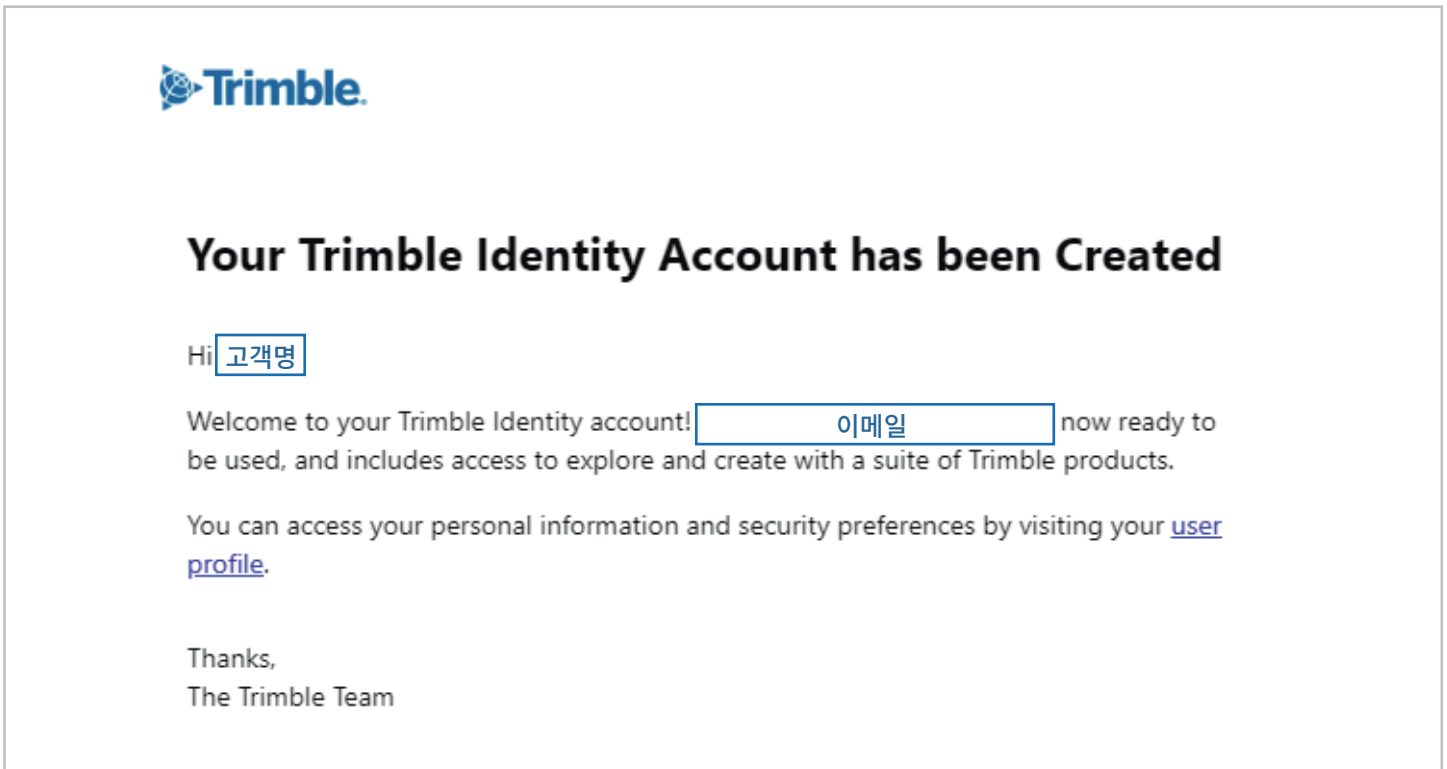 Trimble.
Your Trimble Identity Account has been Created
Hi 고객명
Welcome to your Trimble Identity account! 이메일 now ready to
be used, and includes access to explore and create with a suite of Trimble products.
You can access your personal information and security preferences by visiting your user
profile.
Thanks,
The Trimble Team